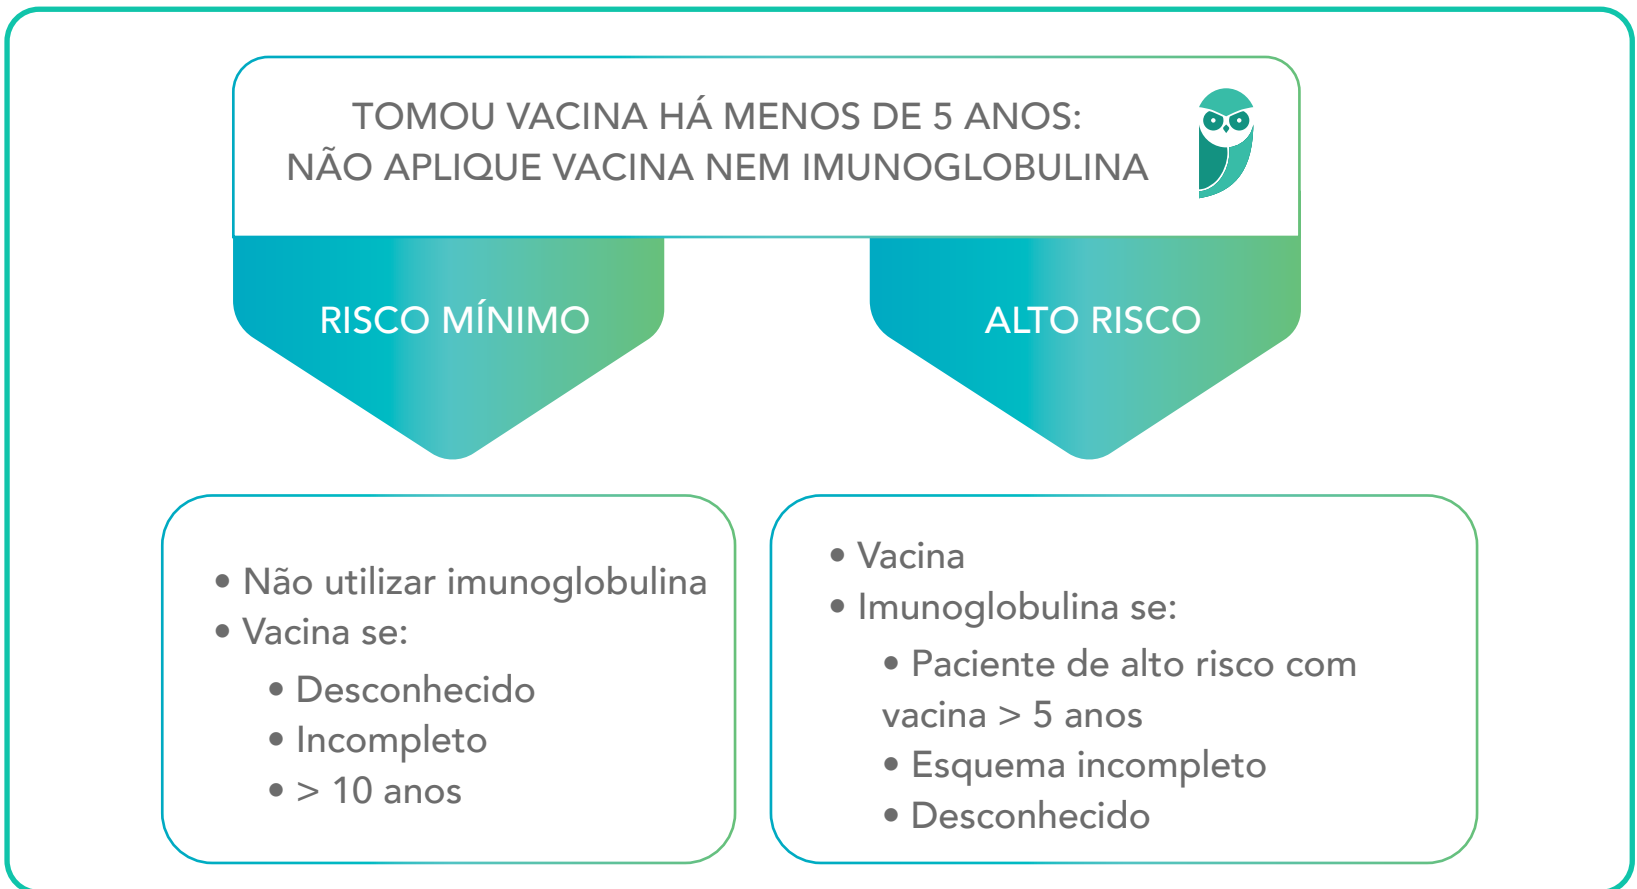 TOMOU VACINA HÁ MENOS DE 5 ANOS:
NÃO APLIQUE VACINA NEM IMUNOGLOBULINA
RISCO MÍNIMO
ALTO RISCO
• Não utilizar imunoglobulina
• Vacina se:
• Desconhecido
• Incompleto
• > 10 anos
• Vacina
• Imunoglobulina se:
• Paciente de alto risco com
vacina > 5 anos
• Esquema incompleto
• Desconhecido